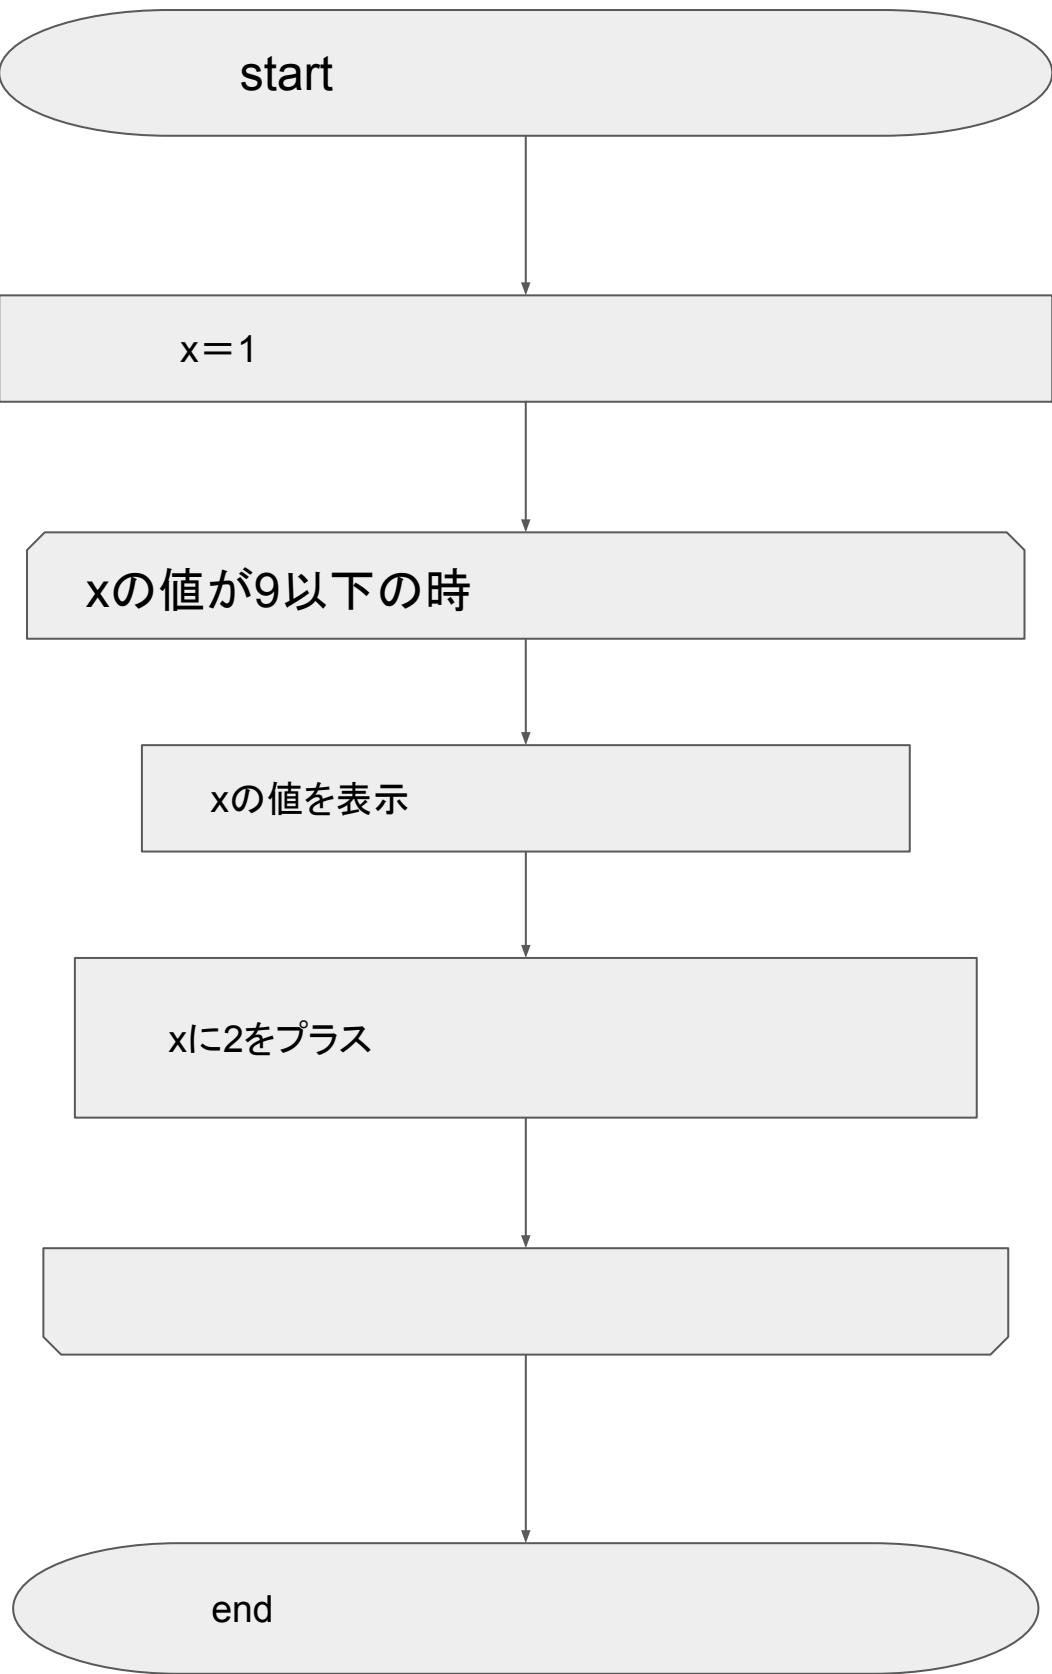 start
x＝1
xの値が9以下の時
xの値を表示
xに2をプラス
end